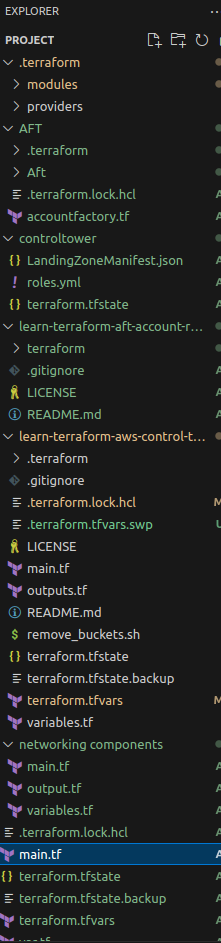 EXPLORER
PROJECT
.terraform
modules
providers
AFT
.terraform
Aft
.terraform.lock.hcl
accountfactory.tf
controltower
LandingZoneManifest.json
roles.yml
terraform.tfstate
learn-terraform-aft-account-r...
terraform
.gitignore
LICENSE
README.md
learn-terraform-aws-control-t...
.terraform
.gitignore
.terraform.lock.hcl
.terraform.tfvars.swp
LICENSE
main.tf
outputs.tf
README.md
remove_buckets.sh
terraform.tfstate
terraform.tfstate.backup
terraform.tfvars
variables.tf
networking components
main.tf
output.tf
variables.tf
.terraform.lock.hcl
main.tf
terraform.tfstate
terraform.tfstate.backup
terraform.tfvars